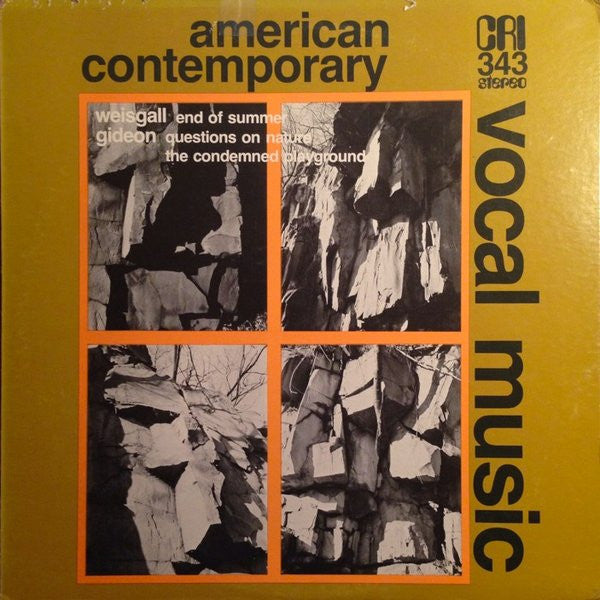 american
contemporary
CRI
343
stereo
vocal music
weisgall end of summer
gideon questions on nature
the condemned playground